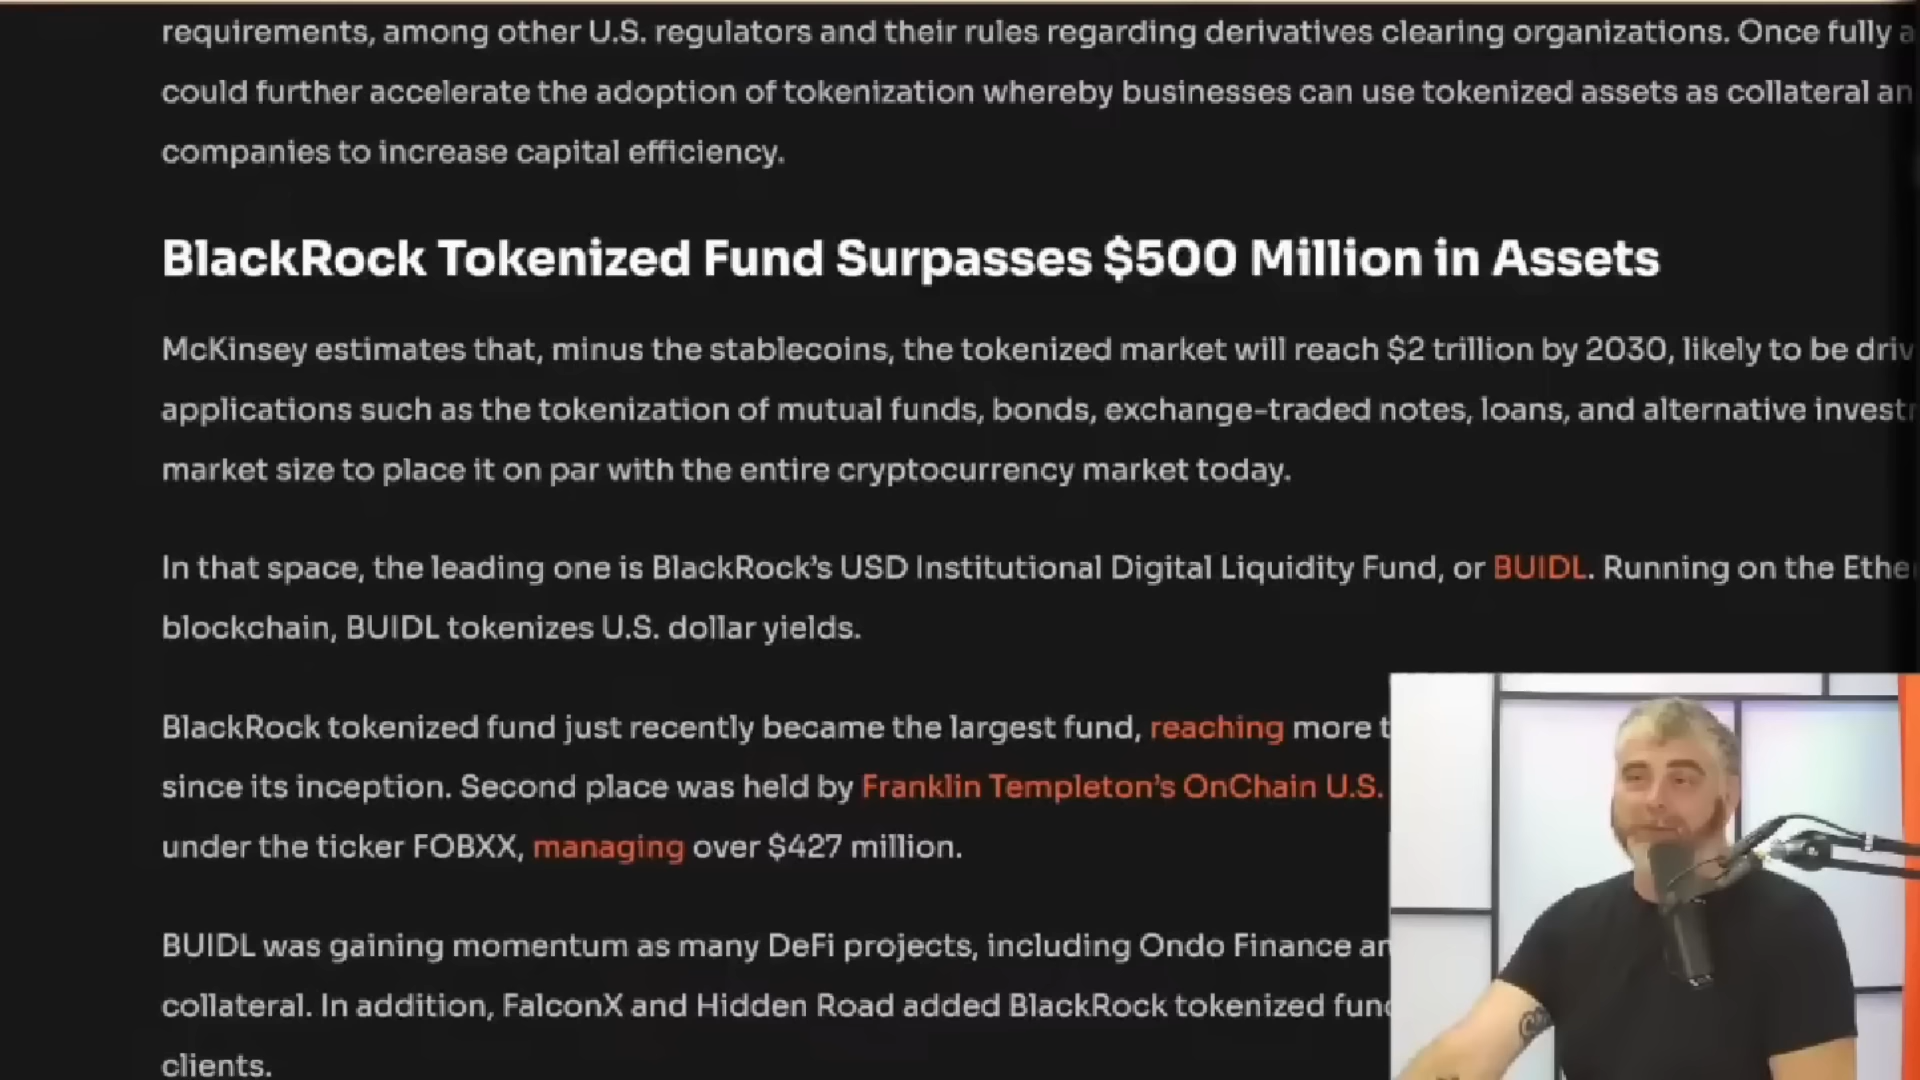 requirements, among other U.S. regulators and their rules regarding derivatives clearing organizations. Once fully
could further accelerate the adoption of tokenization whereby businesses can use tokenized assets as collateral
companies to increase capital efficiency.
BlackRock Tokenized Fund Surpasses $500 Million in Assets
McKinsey estimates that, minus the stablecoins, the tokenized market will reach $2 trillion by 2030, likely to be
applications such as the tokenization of mutual funds, bonds, exchange-traded notes, loans, and alternative
market size to place it on par with the entire cryptocurrency market today.
In that space, the leading one is BlackRock's USD Institutional Digital Liquidity Fund, or BUIDL. Running on the
blockchain, BUIDL tokenizes U.S. dollar yields.
BlackRock tokenized fund just recently became the largest fund, reaching more
since its inception. Second place was held by Franklin Templeton's OnChain U.S.
under the ticker FOBXX, managing over $427 million.
BUIDL was gaining momentum as many DeFi projects, including Ondo Finance
collateral. In addition, FalconX and Hidden Road added BlackRock tokenized
clients.